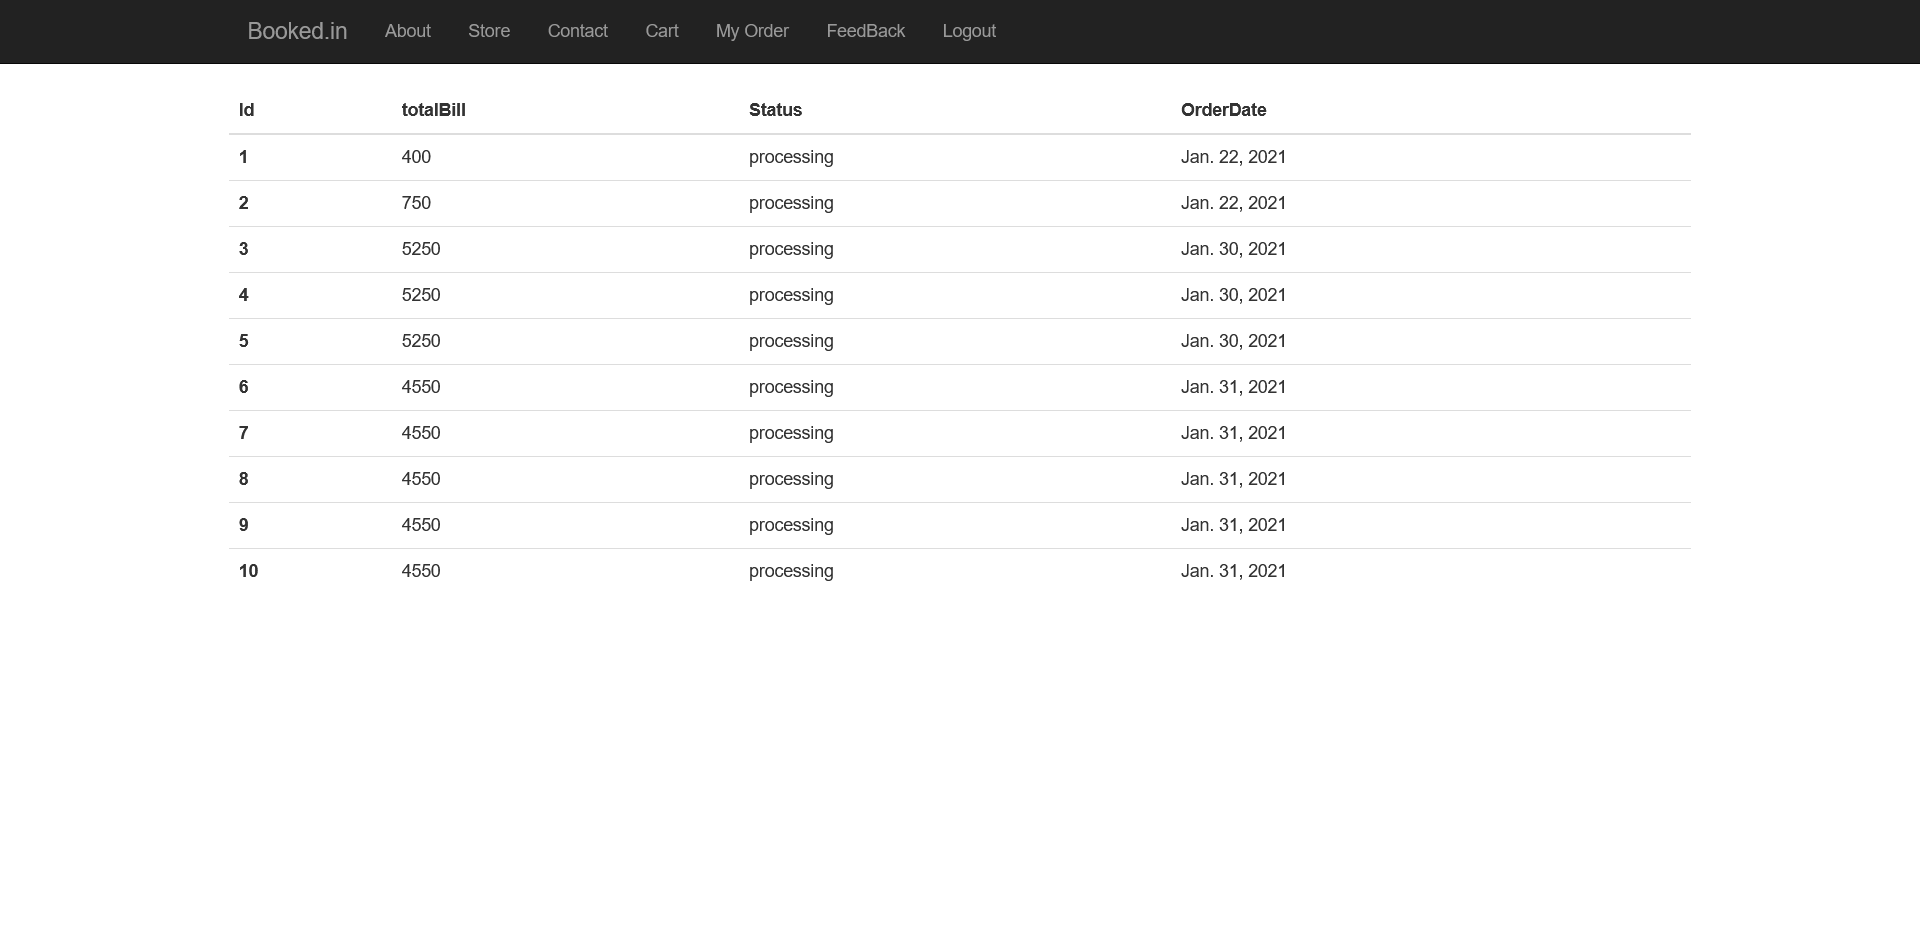 Booked.in About Store Contact Cart My Order FeedBack Logout
Id totalBill Status OrderDate
1 400 processing Jan. 22, 2021
2 750 processing Jan. 22, 2021
3 5250 processing Jan. 30, 2021
4 5250 processing Jan. 30, 2021
5 5250 processing Jan. 30, 2021
6 4550 processing Jan. 31, 2021
7 4550 processing Jan. 31, 2021
8 4550 processing Jan. 31, 2021
9 4550 processing Jan. 31, 2021
10 4550 processing Jan. 31, 2021